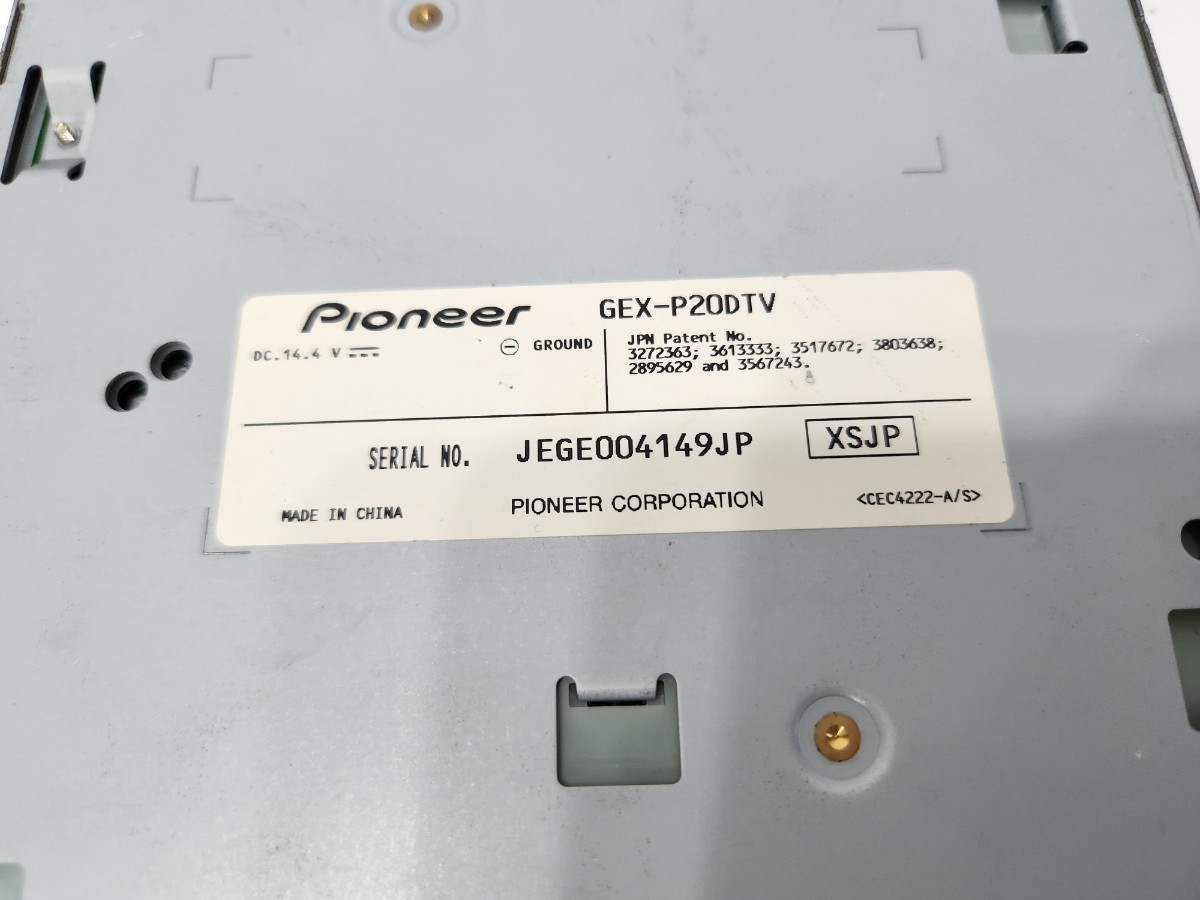 Pioneer GEX-P20DTV
DC.14.4 V ⎓ ⊖ GROUND
JPN Patent No.
3272363; 3613333; 3517672; 3803638;
2895629 and 3567243.
SERIAL NO. JEGE004149JP XSJP
MADE IN CHINA PIONEER CORPORATION <CEC4222-A/S>